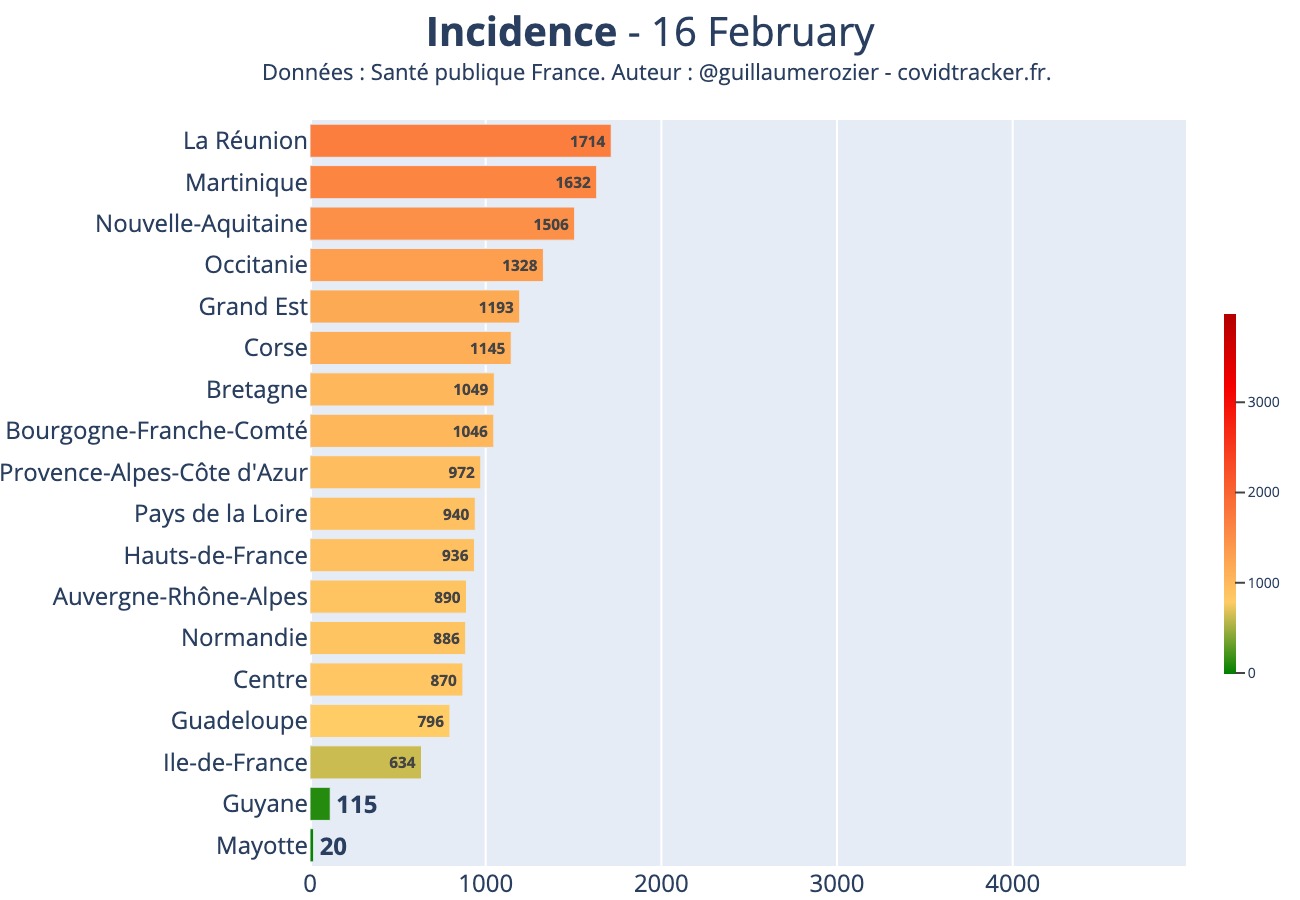 Incidence - 16 February
Données : Santé publique France. Auteur : @guillaumerozier - covidtracker.fr.
La Réunion 1714
Martinique 1632
Nouvelle-Aquitaine 1506
Occitanie 1328
Grand Est 1193
Corse 1145
Bretagne 1049
Bourgogne-Franche-Comté 1046
Provence-Alpes-Côte d'Azur 972
Pays de la Loire 940
Hauts-de-France 936
Auvergne-Rhône-Alpes 890
Normandie 886
Centre 870
Guadeloupe 796
Ile-de-France 634
Guyane 115
Mayotte 20
0 1000 2000 3000 4000
3000
2000
1000
0